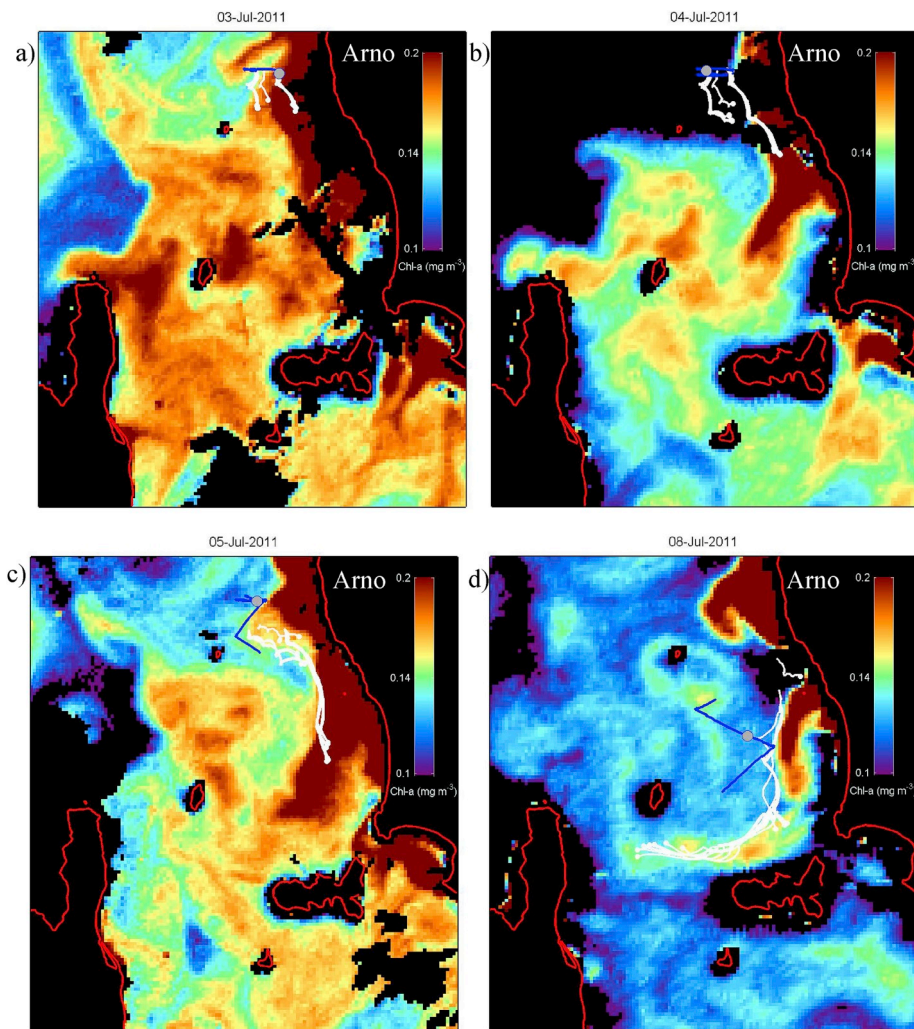 03-Jul-2011
a)
Arno
0.2
0.14
0.1
Chl-a (mg m⁻³)
04-Jul-2011
b)
Arno
0.2
0.14
0.1
Chl-a (mg m⁻³)
05-Jul-2011
c)
Arno
0.2
0.14
0.1
Chl-a (mg m⁻³)
08-Jul-2011
d)
Arno
0.2
0.14
0.1
Chl-a (mg m⁻³)